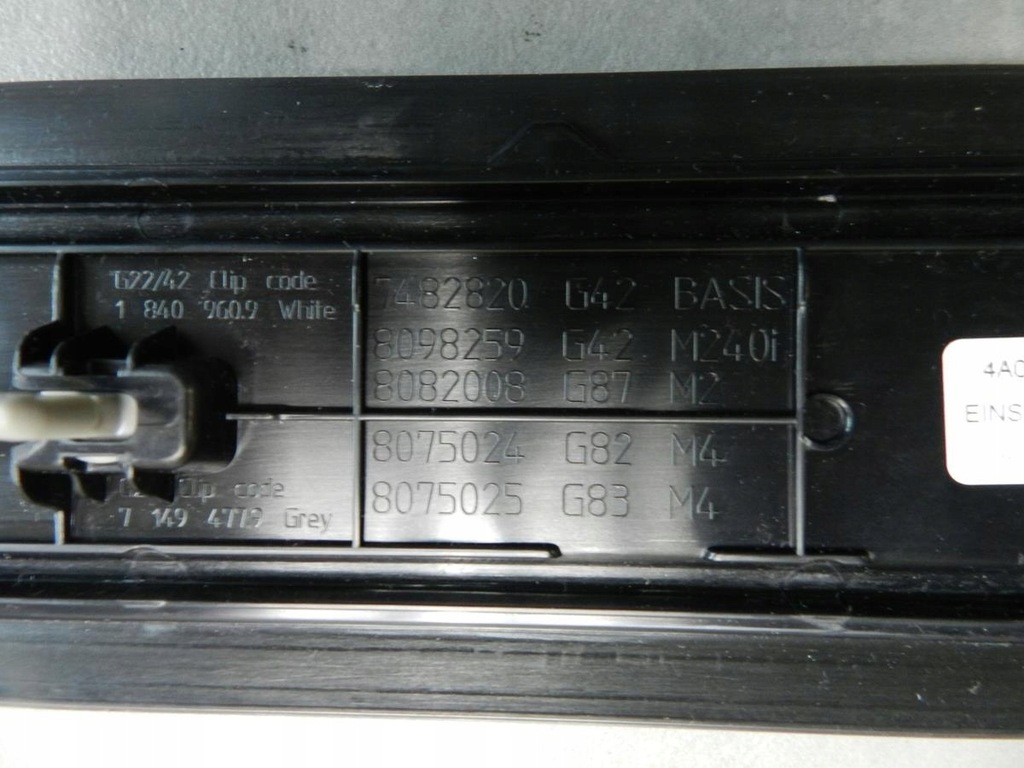 G22/42 Clip code
1 840 960.9 White
7482820 G42 BASIS
8098259 G42 M240i
8082008 G87 M2
8075024 G82 M4
8075025 G83 M4
Clip code
7 149 4779 Grey
4A0
EINS